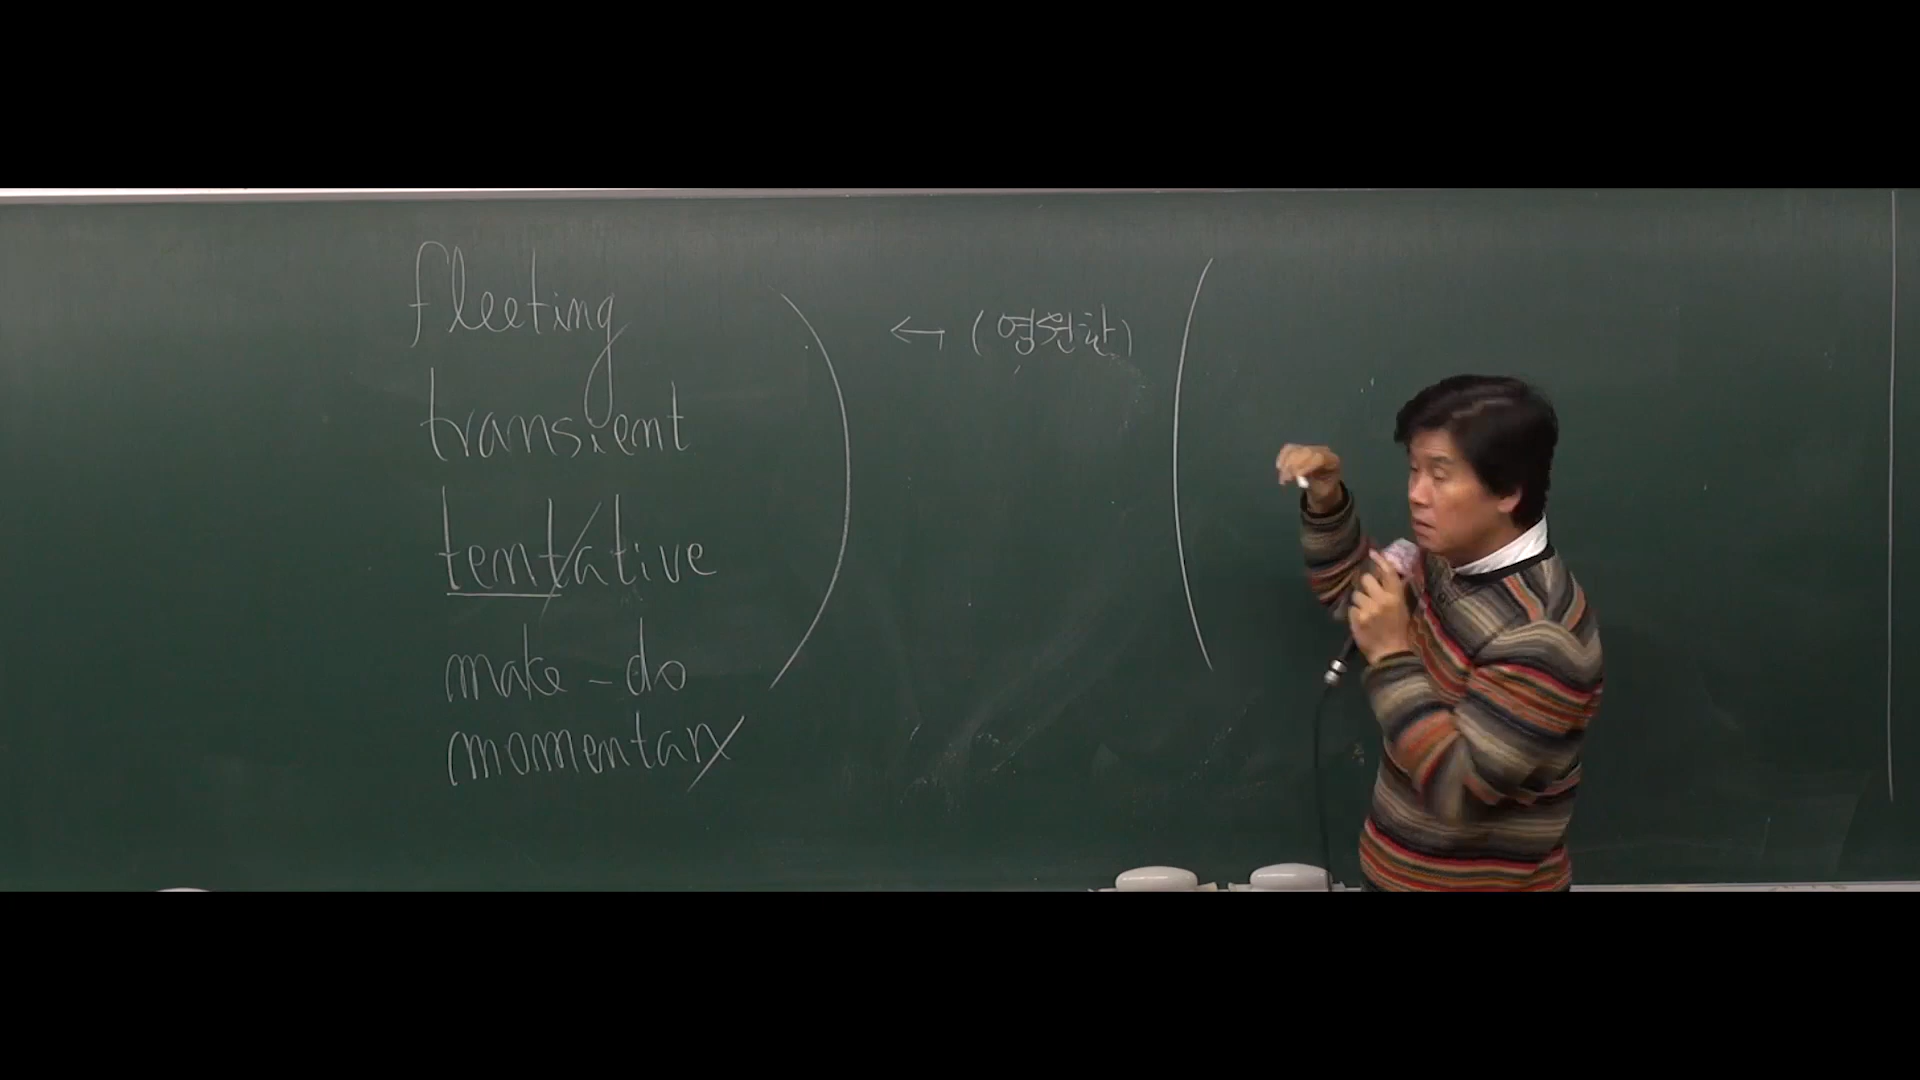 fleeting
transient
tentative
make-do
momentary
↔ (영원한)